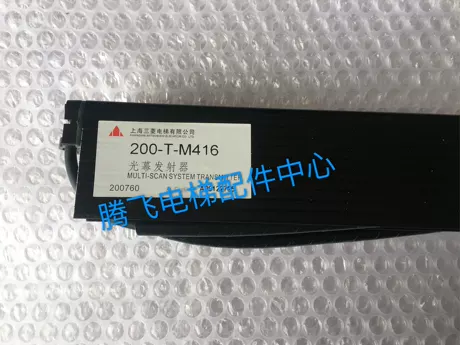 上海三菱电梯有限公司
200-T-M416
光幕发射器
MULTI-SCAN SYSTEM TRANSMITTER
200760
腾飞电梯配件中心